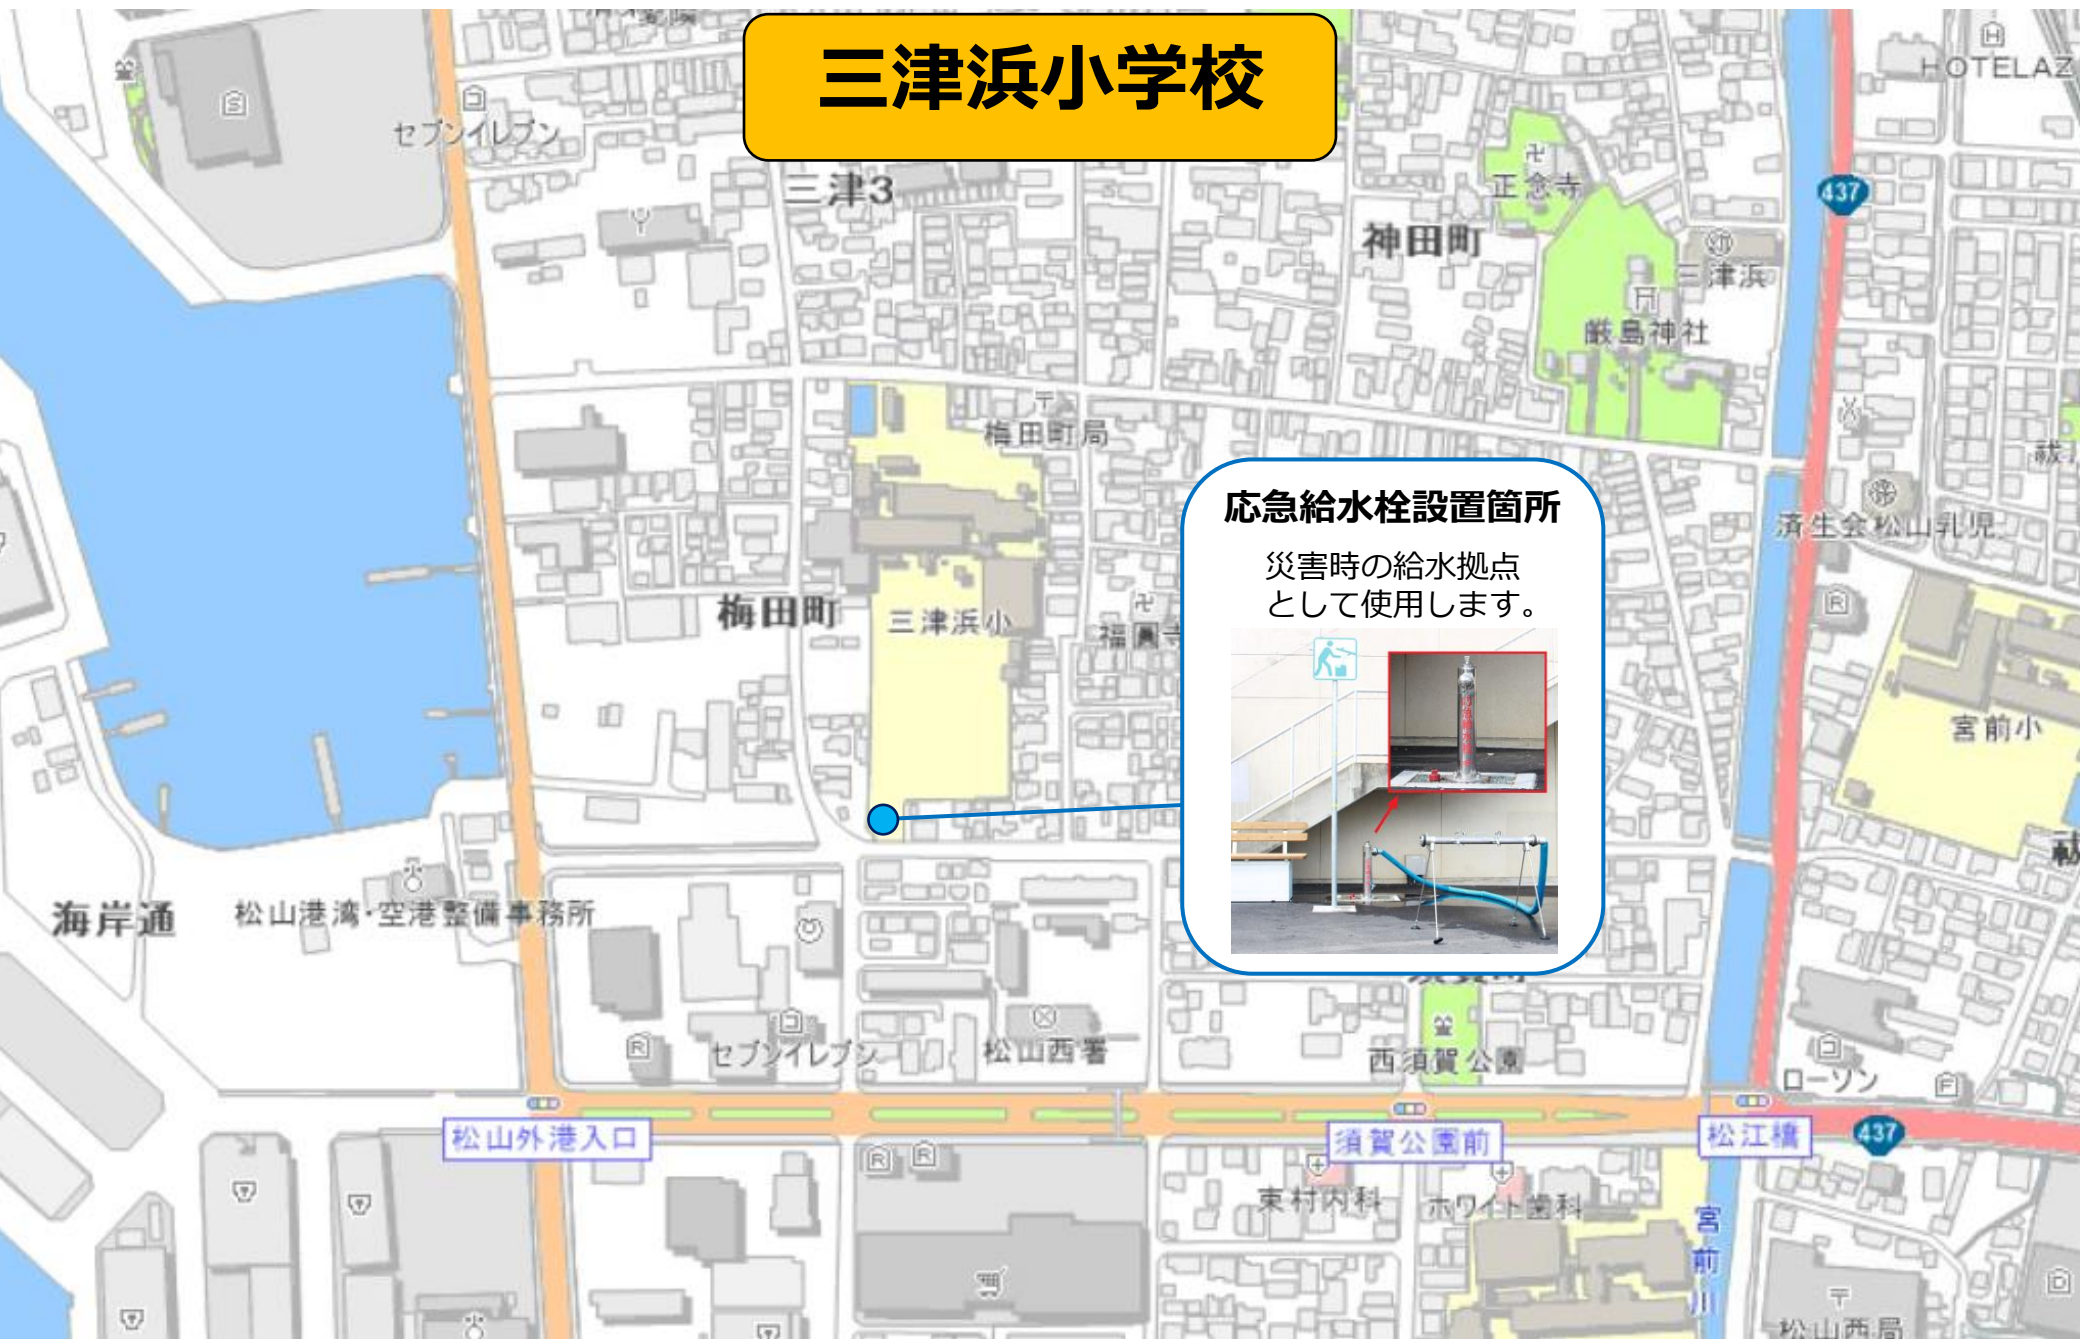 三津浜小学校
HOTELAZ
セブンイレブン
三津3
正念寺
437
神田町
三津浜
厳島神社
梅田町局
応急給水栓設置箇所
災害時の給水拠点
として使用します。
済生会松山乳児
梅田町
三津浜小
福圓寺
宮前小
海岸通
松山港湾・空港整備事務所
セブンイレブン
松山西署
西須賀公園
ローソン
松山外港入口
須賀公園前
松江橋
437
東村内科
ホワイト歯科
宮前川
松山西局